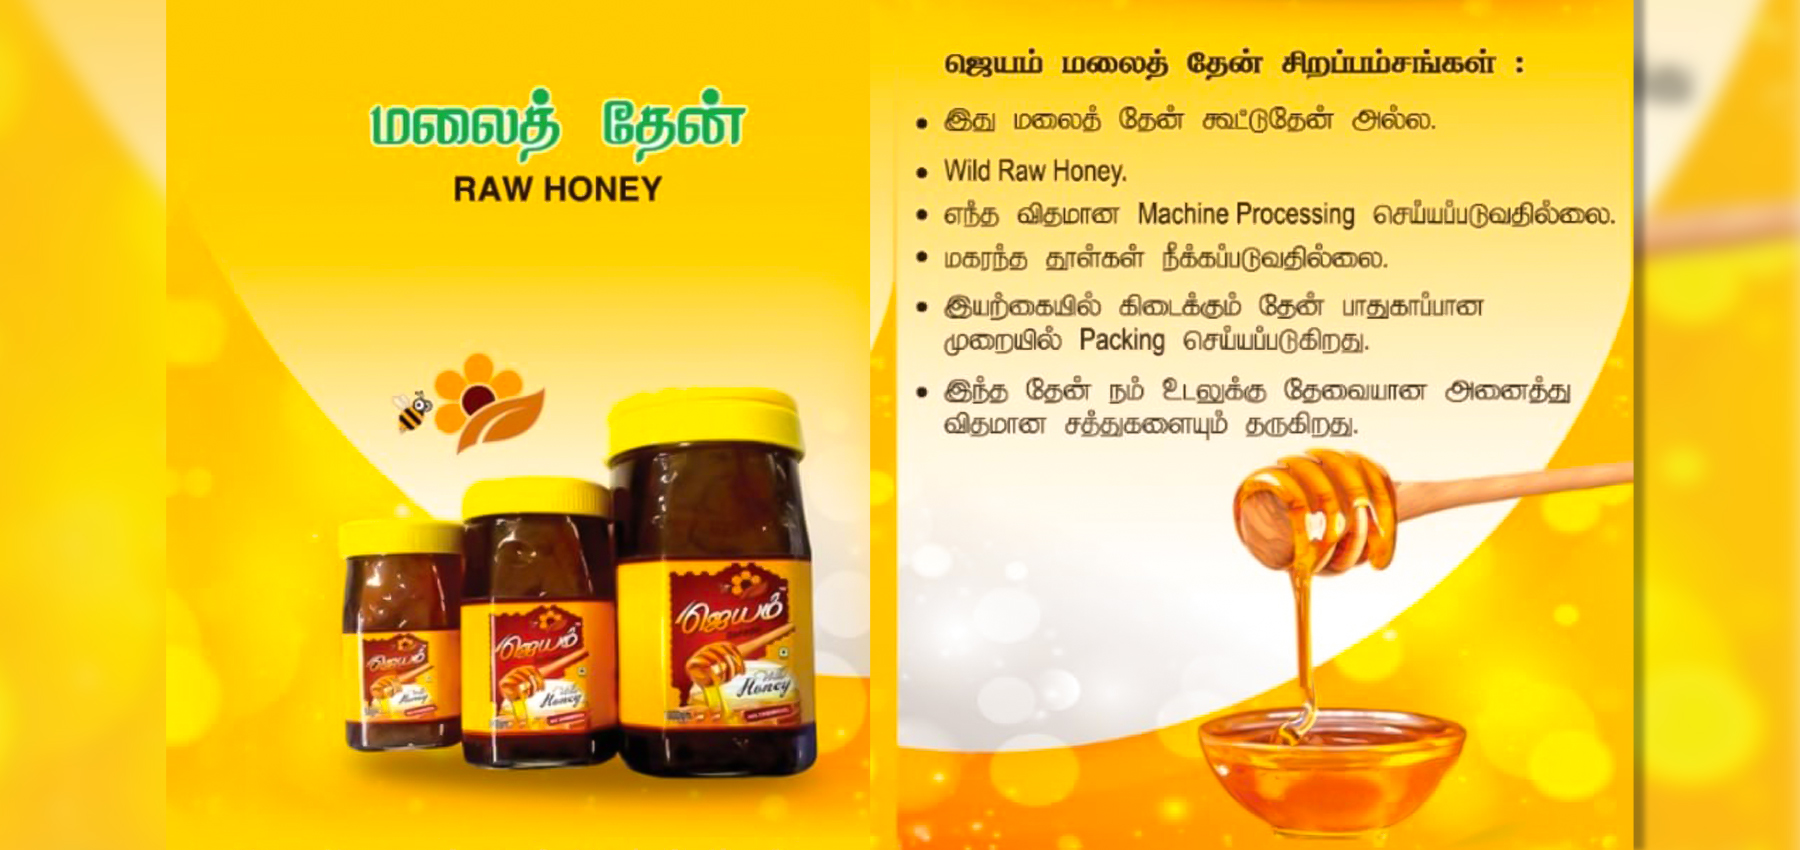 மலைத் தேன்
RAW HONEY
ஜெயம்
Honey
ஜெயம்
Honey
ஜெயம்
Honey
ஜெயம் மலைத் தேன் சிறப்பம்சங்கள் :
• இது மலைத் தேன் கூட்டுதேன் அல்ல.
• Wild Raw Honey.
• எந்த விதமான Machine Processing செய்யப்படுவதில்லை.
• மகரந்த தூள்கள் நீக்கப்படுவதில்லை.
• இயற்கையில் கிடைக்கும் தேன் பாதுகாப்பான
முறையில் Packing செய்யப்படுகிறது.
• இந்த தேன் நம் உடலுக்கு தேவையான அனைத்து
விதமான சத்துகளையும் தருகிறது.